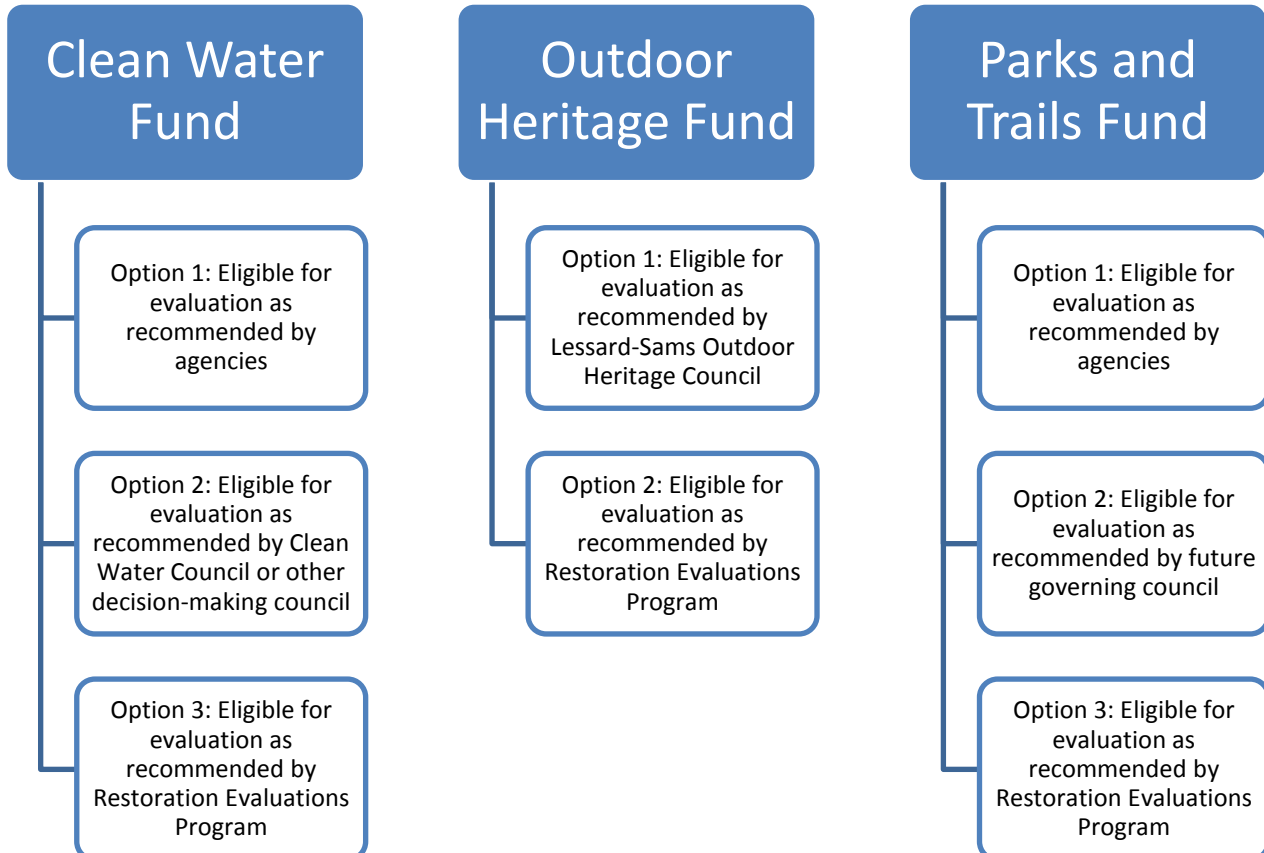 Clean Water
Fund
Option 1: Eligible for
evaluation as
recommended by
agencies
Option 2: Eligible for
evaluation as
recommended by Clean
Water Council or other
decision-making council
Option 3: Eligible for
evaluation as
recommended by
Restoration Evaluations
Program
Outdoor
Heritage Fund
Option 1: Eligible for
evaluation as
recommended by
Lessard-Sams Outdoor
Heritage Council
Option 2: Eligible for
evaluation as
recommended by
Restoration Evaluations
Program
Parks and
Trails Fund
Option 1: Eligible for
evaluation as
recommended by
agencies
Option 2: Eligible for
evaluation as
recommended by future
governing council
Option 3: Eligible for
evaluation as
recommended by
Restoration Evaluations
Program